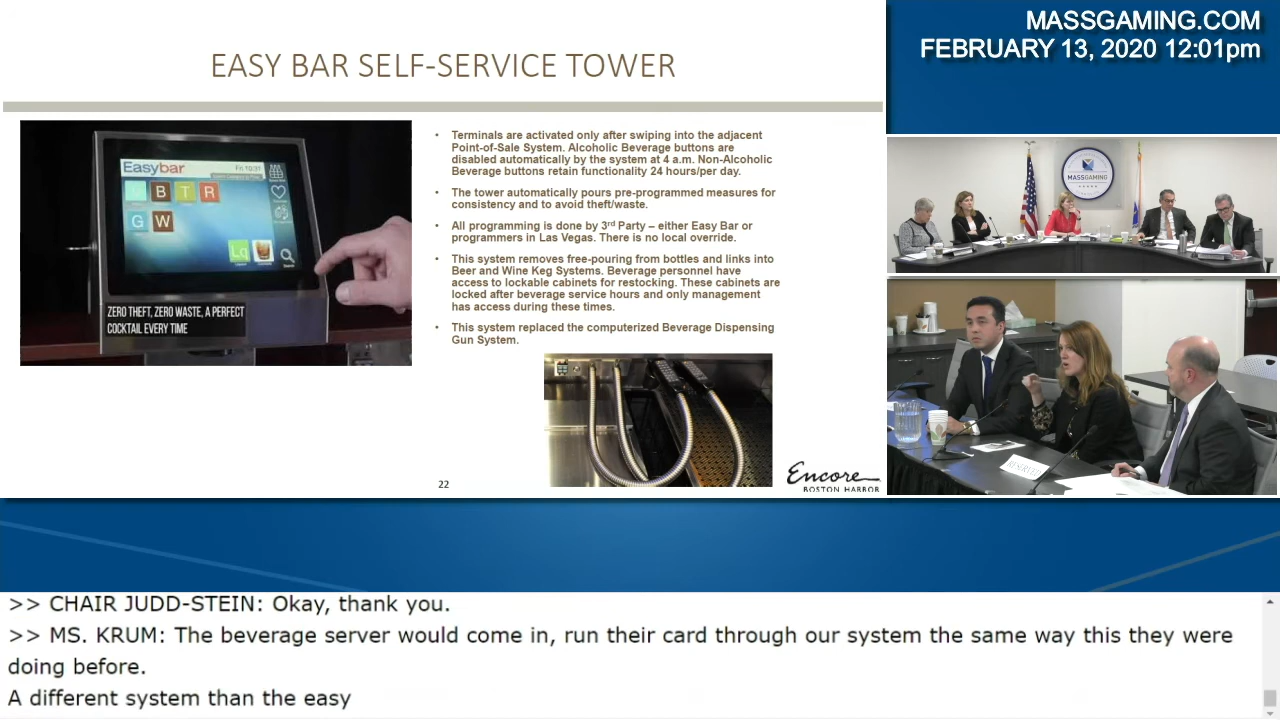 MASSGAMING.COM
FEBRUARY 13, 2020 12:01pm
EASY BAR SELF-SERVICE TOWER
Easybar
Fri 10:31
B T R
G W
Lq
ZERO THEFT, ZERO WASTE, A PERFECT
COCKTAIL EVERY TIME
• Terminals are activated only after swiping into the adjacent
Point-of-Sale System. Alcoholic Beverage buttons are
disabled automatically by the system at 4 a.m. Non-Alcoholic
Beverage buttons retain functionality 24 hours/per day.
• The tower automatically pours pre-programmed measures for
consistency and to avoid theft/waste.
• All programming is done by 3rd Party – either Easy Bar or
programmers in Las Vegas. There is no local override.
• This system removes free-pouring from bottles and links into
Beer and Wine Keg Systems. Beverage personnel have
access to lockable cabinets for restocking. These cabinets are
locked after beverage service hours and only management
has access during these times.
• This system replaced the computerized Beverage Dispensing
Gun System.
22
Encore
BOSTON HARBOR
MASSGAMING
RESERVED
>> CHAIR JUDD-STEIN: Okay, thank you.
>> MS. KRUM: The beverage server would come in, run their card through our system the same way this they were
doing before.
A different system than the easy